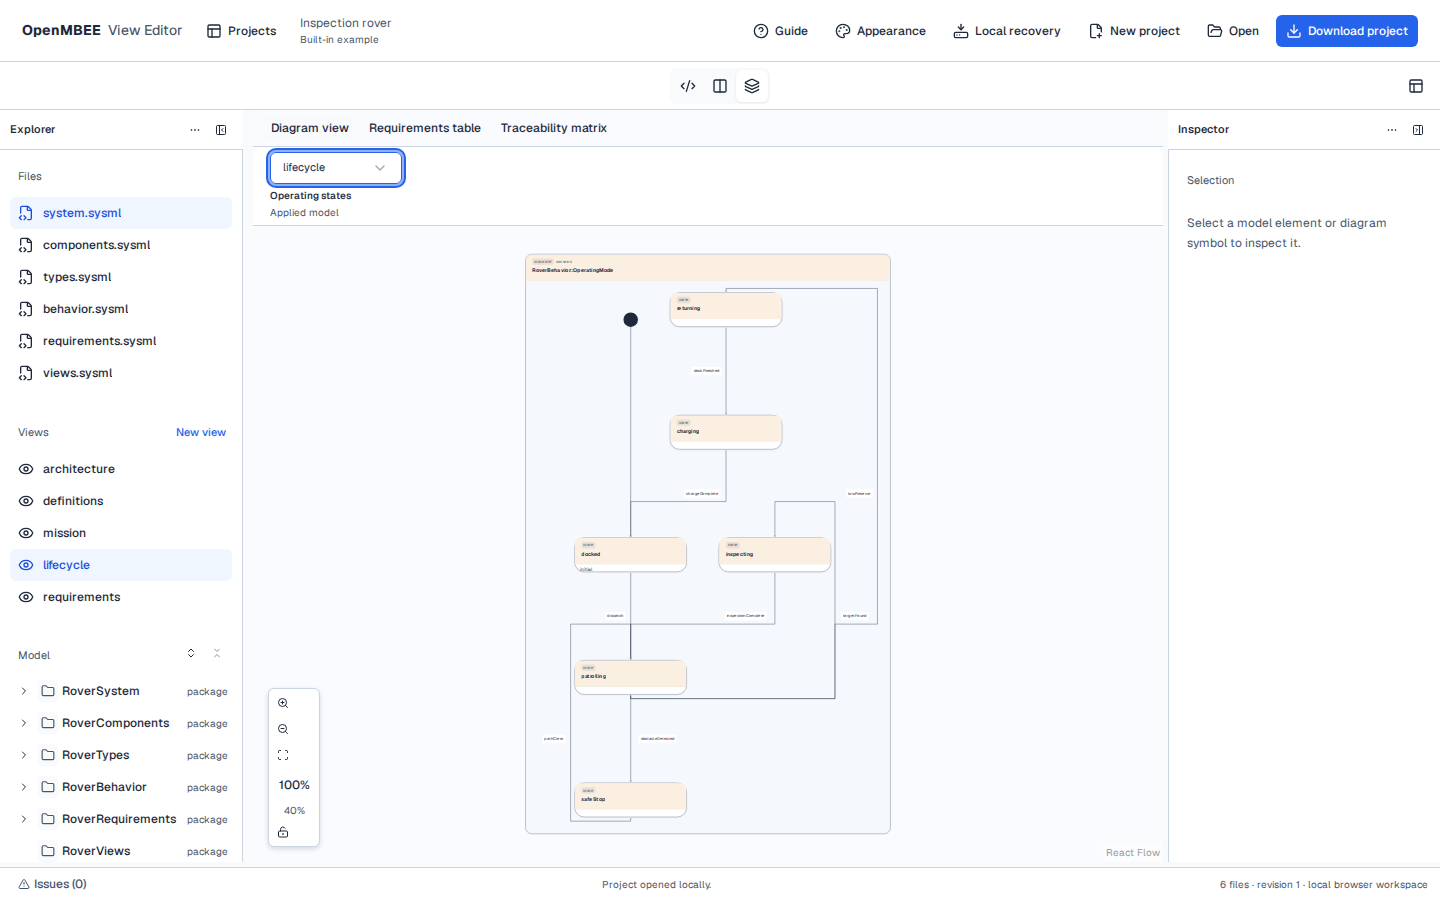 OpenMBEE View Editor
Projects
Inspection rover
Built-in example
Guide
Appearance
Local recovery
New project
Open
Download project
Explorer
Files
system.sysml
components.sysml
types.sysml
behavior.sysml
requirements.sysml
views.sysml
Views
New view
architecture
definitions
mission
lifecycle
requirements
Model
RoverSystem package
RoverComponents package
RoverTypes package
RoverBehavior package
RoverRequirements package
RoverViews package
Diagram view
Requirements table
Traceability matrix
lifecycle
Operating states
Applied model
RoverBehavior::OperatingMode
charging
docked
initial
inspecting
patrolling
safeStop
100%
40%
React Flow
Inspector
Selection
Select a model element or diagram
symbol to inspect it.
Issues (0)
Project opened locally.
6 files · revision 1 · local browser workspace